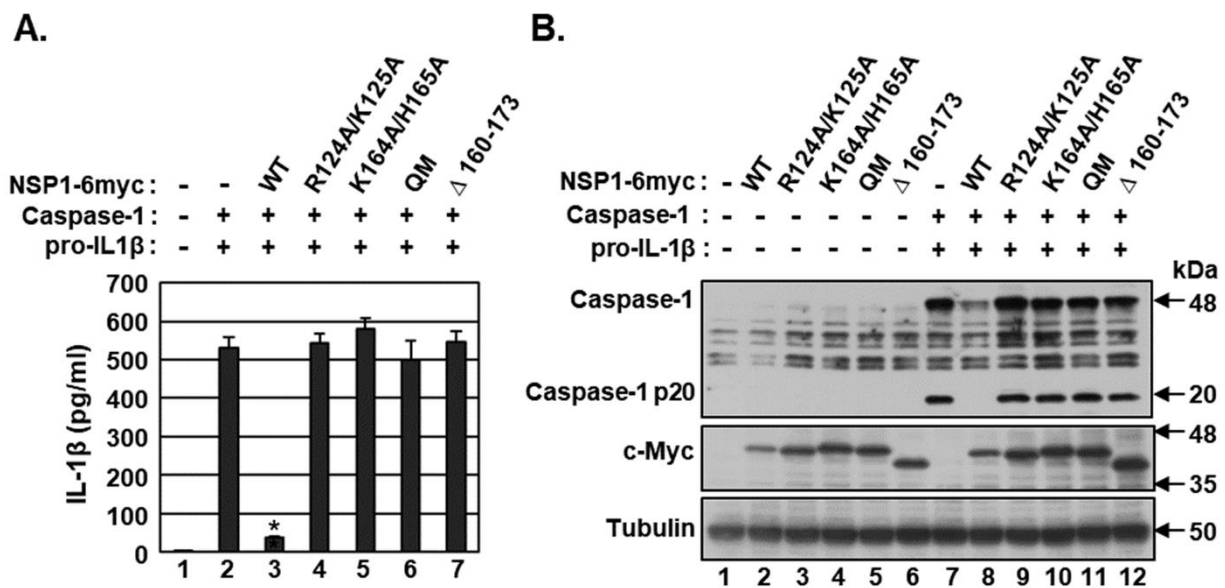 A.
WT
R124A/K125A
K164A/H165A
QM
Δ 160-173
NSP1-6myc : - -
Caspase-1 : - + + + + + +
pro-IL1β : - + + + + + +
700
600
500
400
300
200
100
0
IL-1β (pg/ml)
*
*
1 2 3 4 5 6 7
B.
WT
R124A/K125A
K164A/H165A
QM
Δ 160-173
WT
R124A/K125A
K164A/H165A
QM
Δ 160-173
NSP1-6myc : - -
Caspase-1 : - - - - - - + + + + + +
pro-IL-1β : - - - - - - + + + + + +
kDa
Caspase-1
48
Caspase-1 p20
20
c-Myc
48
35
Tubulin
50
1 2 3 4 5 6 7 8 9 10 11 12